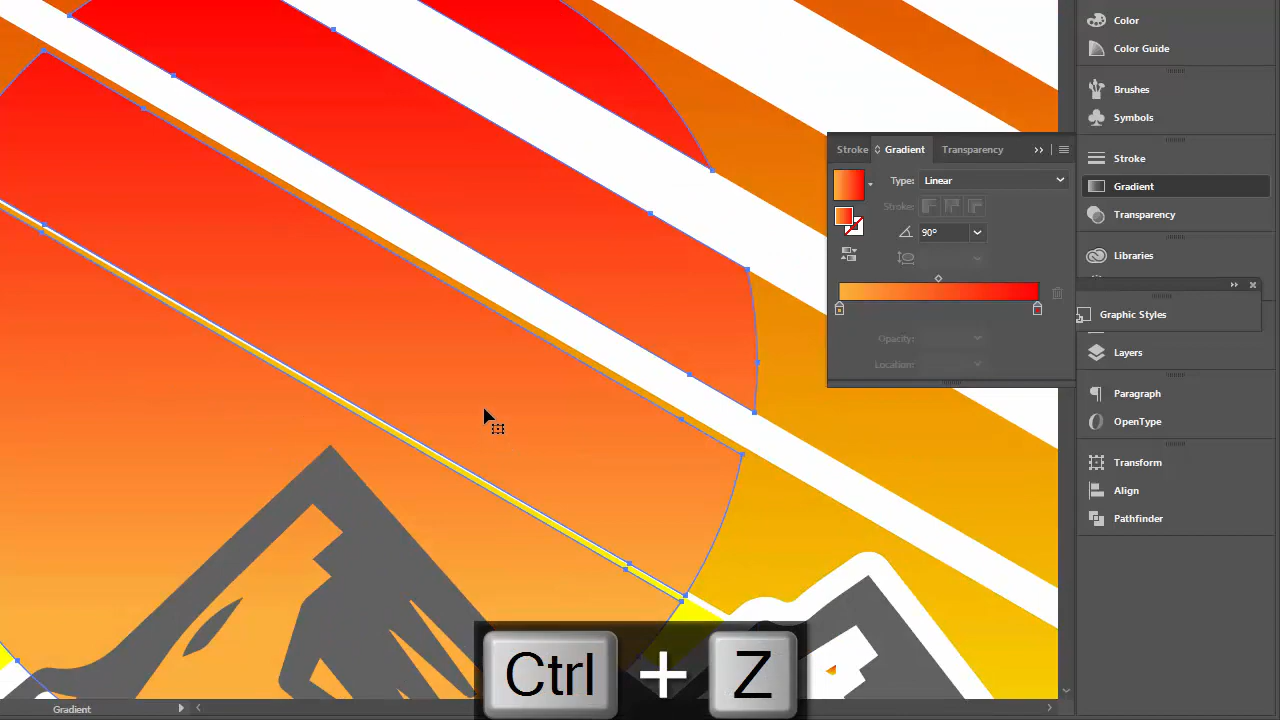 Color
Color Guide
Brushes
Symbols
Stroke
Gradient
Transparency
Libraries
Graphic Styles
Layers
Paragraph
OpenType
Transform
Align
Pathfinder
Stroke Gradient Transparency
Type: Linear
Stroke:
90°
Opacity:
Location:
Ctrl + Z
Gradient